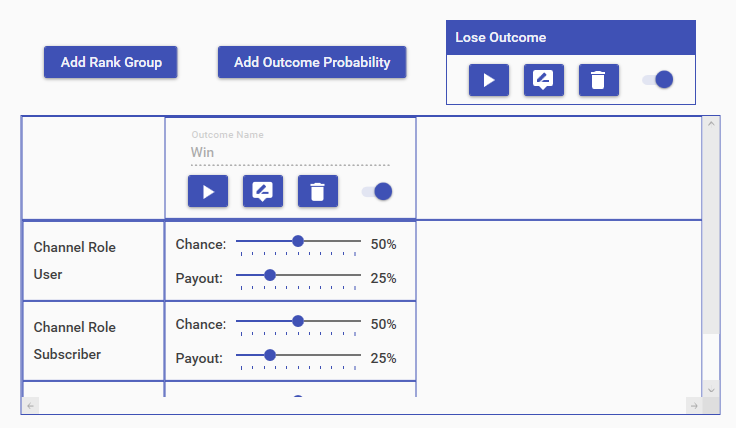 Add Rank Group
Add Outcome Probability
Lose Outcome
Outcome Name
Win
Channel Role
User
Chance: 50%
Payout: 25%
Channel Role
Subscriber
Chance: 50%
Payout: 25%